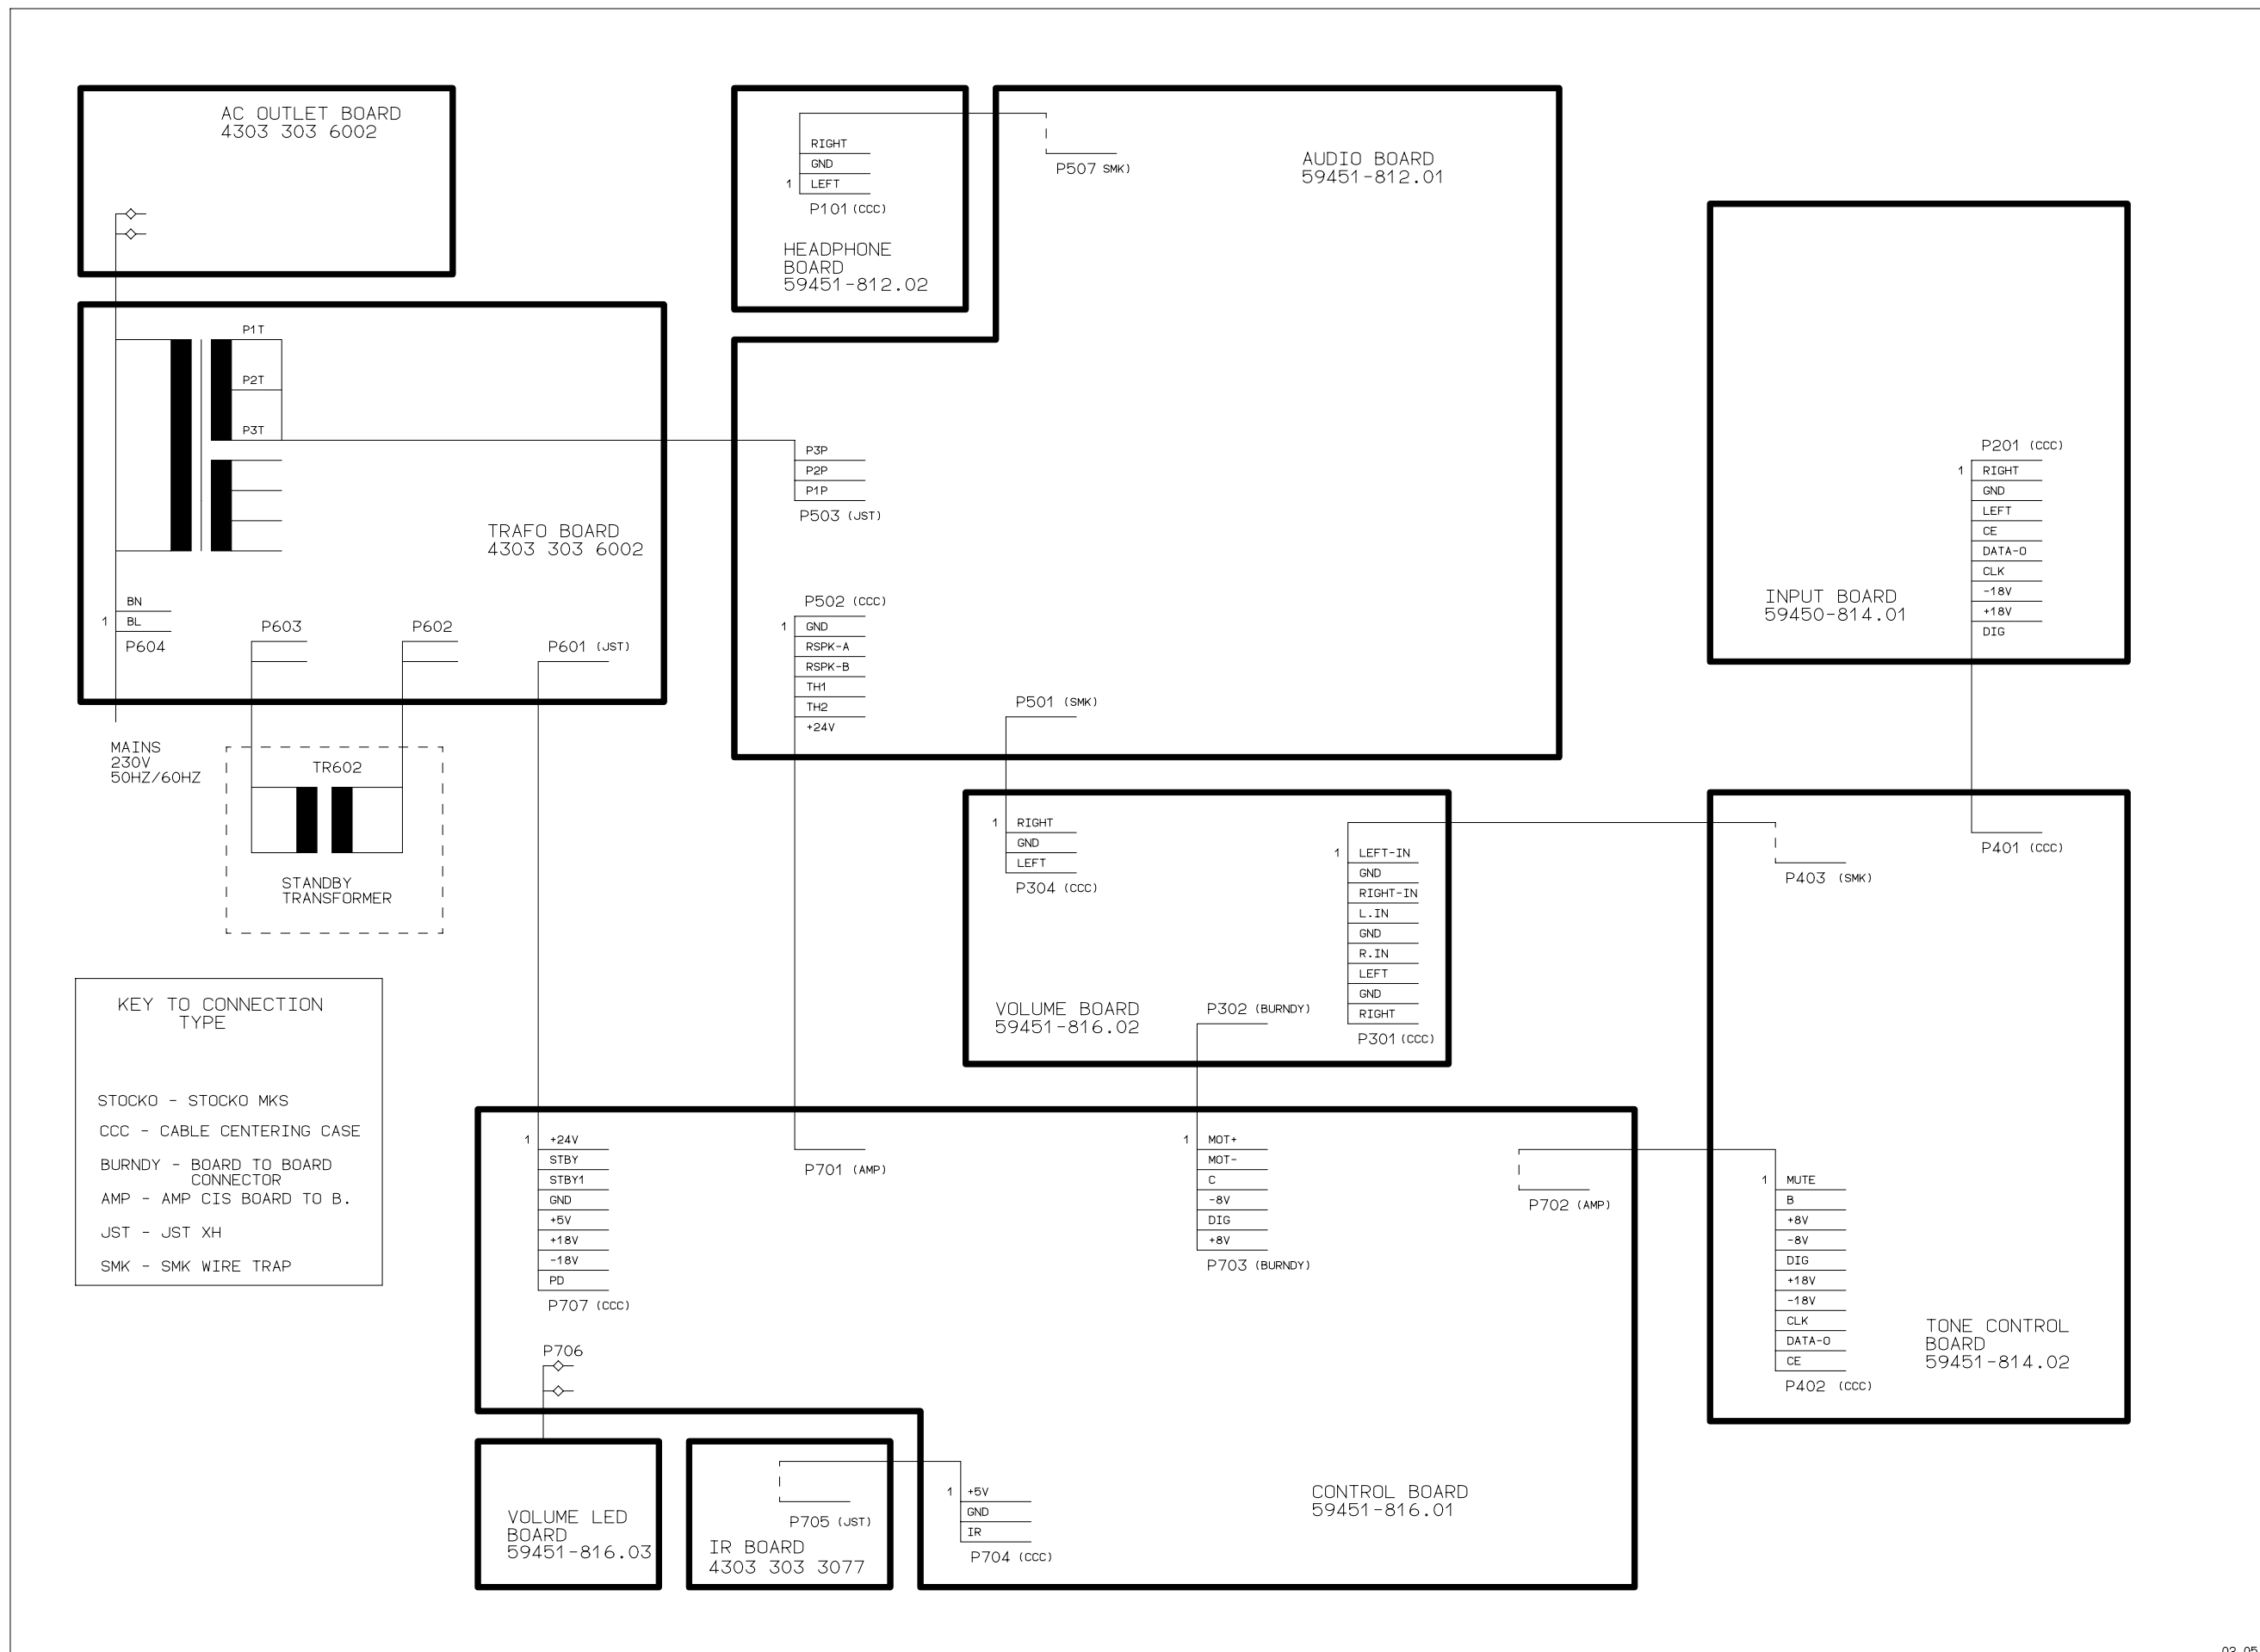 AC OUTLET BOARD
4303 303 6002
RIGHT
GND
1 LEFT
P101 (CCC)
HEADPHONE
BOARD
59451-812.02
P507 SMK)
AUDIO BOARD
59451-812.01
P1T
P2T
P3T
TRAFO BOARD
4303 303 6002
BN
1 BL
P604
P603
P602
P601 (JST)
MAINS
230V
50HZ/60HZ
TR602
STANDBY
TRANSFORMER
P3P
P2P
P1P
P503 (JST)
P502 (CCC)
1 GND
RSPK-A
RSPK-B
TH1
TH2
+24V
P501 (SMK)
P201 (CCC)
1 RIGHT
GND
LEFT
CE
DATA-O
CLK
-18V
+18V
DIG
INPUT BOARD
59450-814.01
1 RIGHT
GND
LEFT
P304 (CCC)
1 LEFT-IN
GND
RIGHT-IN
L.IN
GND
R.IN
LEFT
GND
RIGHT
P301 (CCC)
VOLUME BOARD
59451-816.02
P302 (BURNDY)
P403 (SMK)
P401 (CCC)
KEY TO CONNECTION
TYPE
STOCKO - STOCKO MKS
CCC - CABLE CENTERING CASE
BURNDY - BOARD TO BOARD
CONNECTOR
AMP - AMP CIS BOARD TO B.
JST - JST XH
SMK - SMK WIRE TRAP
1 +24V
STBY
STBY1
GND
+5V
+18V
-18V
PD
P707 (CCC)
P701 (AMP)
1 MOT+
MOT-
C
-8V
DIG
+8V
P703 (BURNDY)
P702 (AMP)
1 MUTE
B
+8V
-8V
DIG
+18V
-18V
CLK
DATA-O
CE
P402 (CCC)
TONE CONTROL
BOARD
59451-814.02
P706
VOLUME LED
BOARD
59451-816.03
P705 (JST)
IR BOARD
4303 303 3077
1 +5V
GND
IR
P704 (CCC)
CONTROL BOARD
59451-816.01